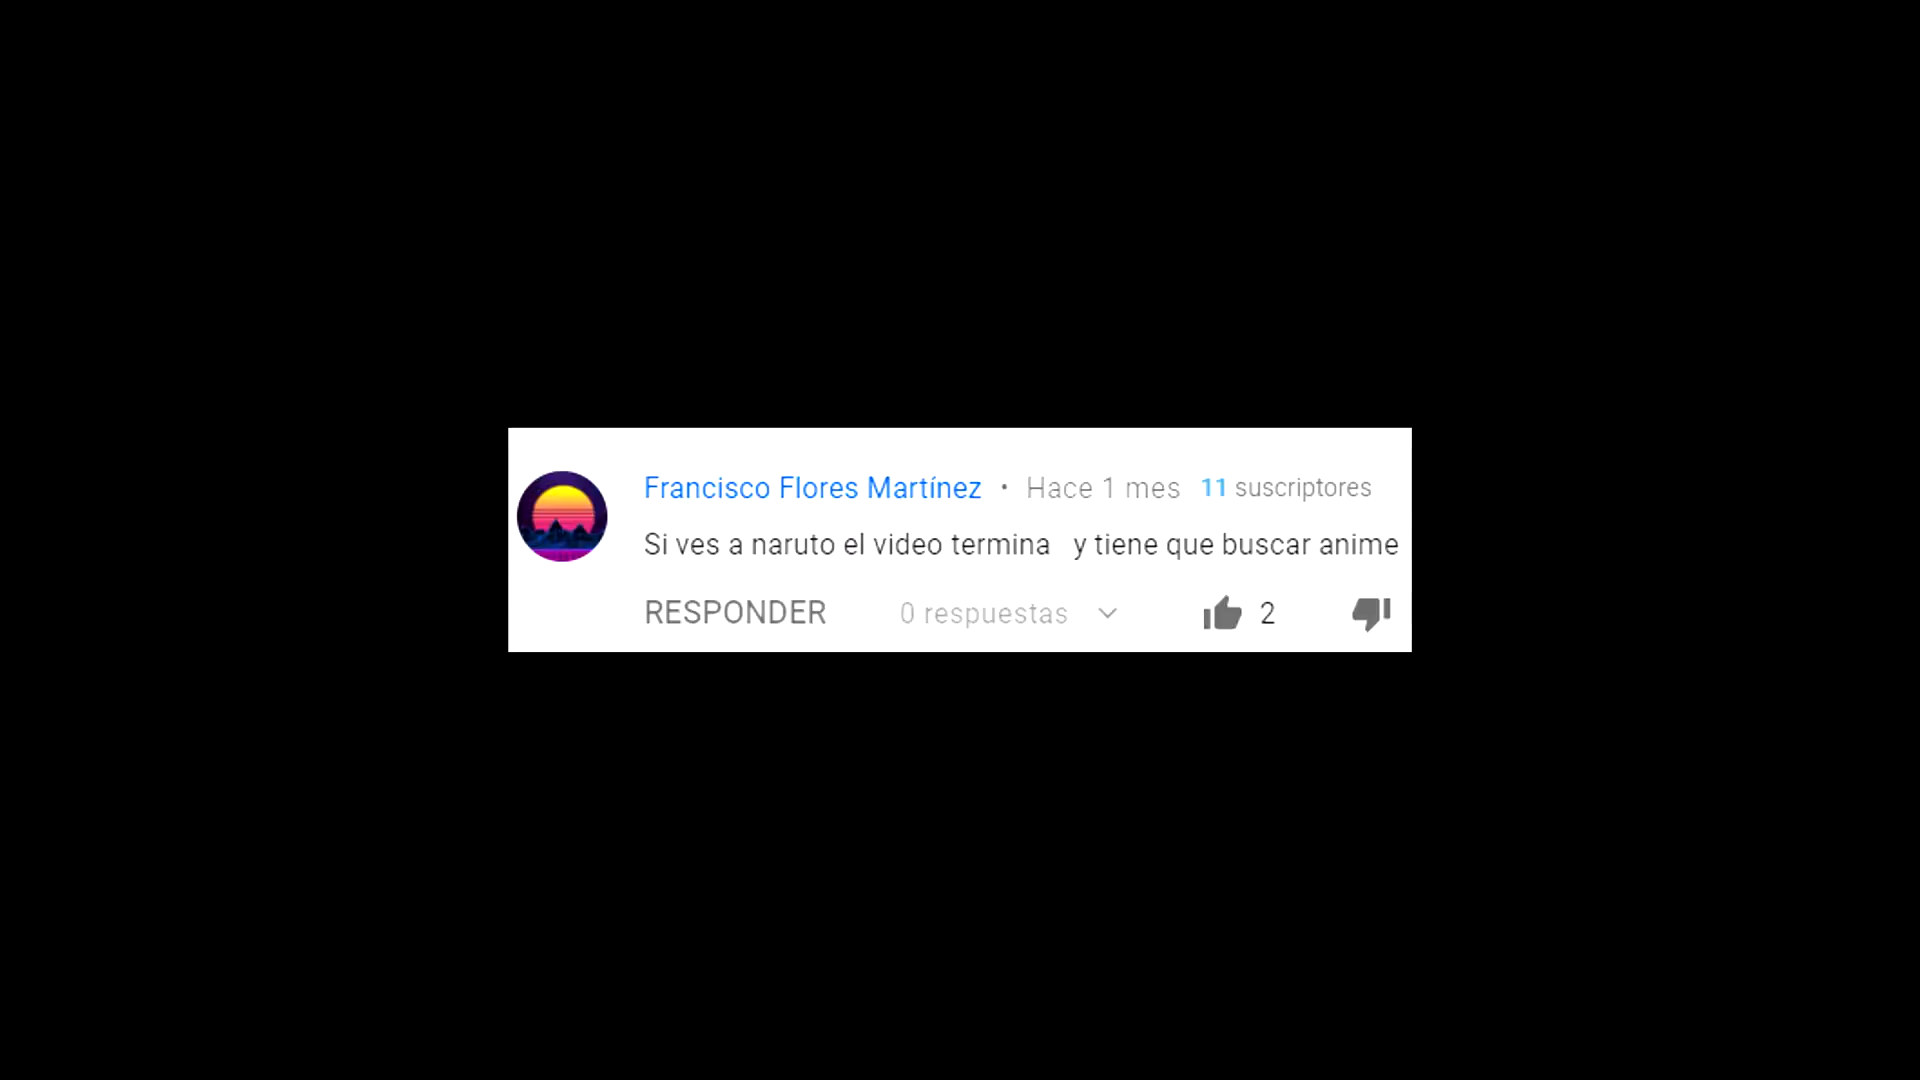 Francisco Flores Martínez • Hace 1 mes 11 suscriptores
Si ves a naruto el video termina y tiene que buscar anime
RESPONDER 0 respuestas 2